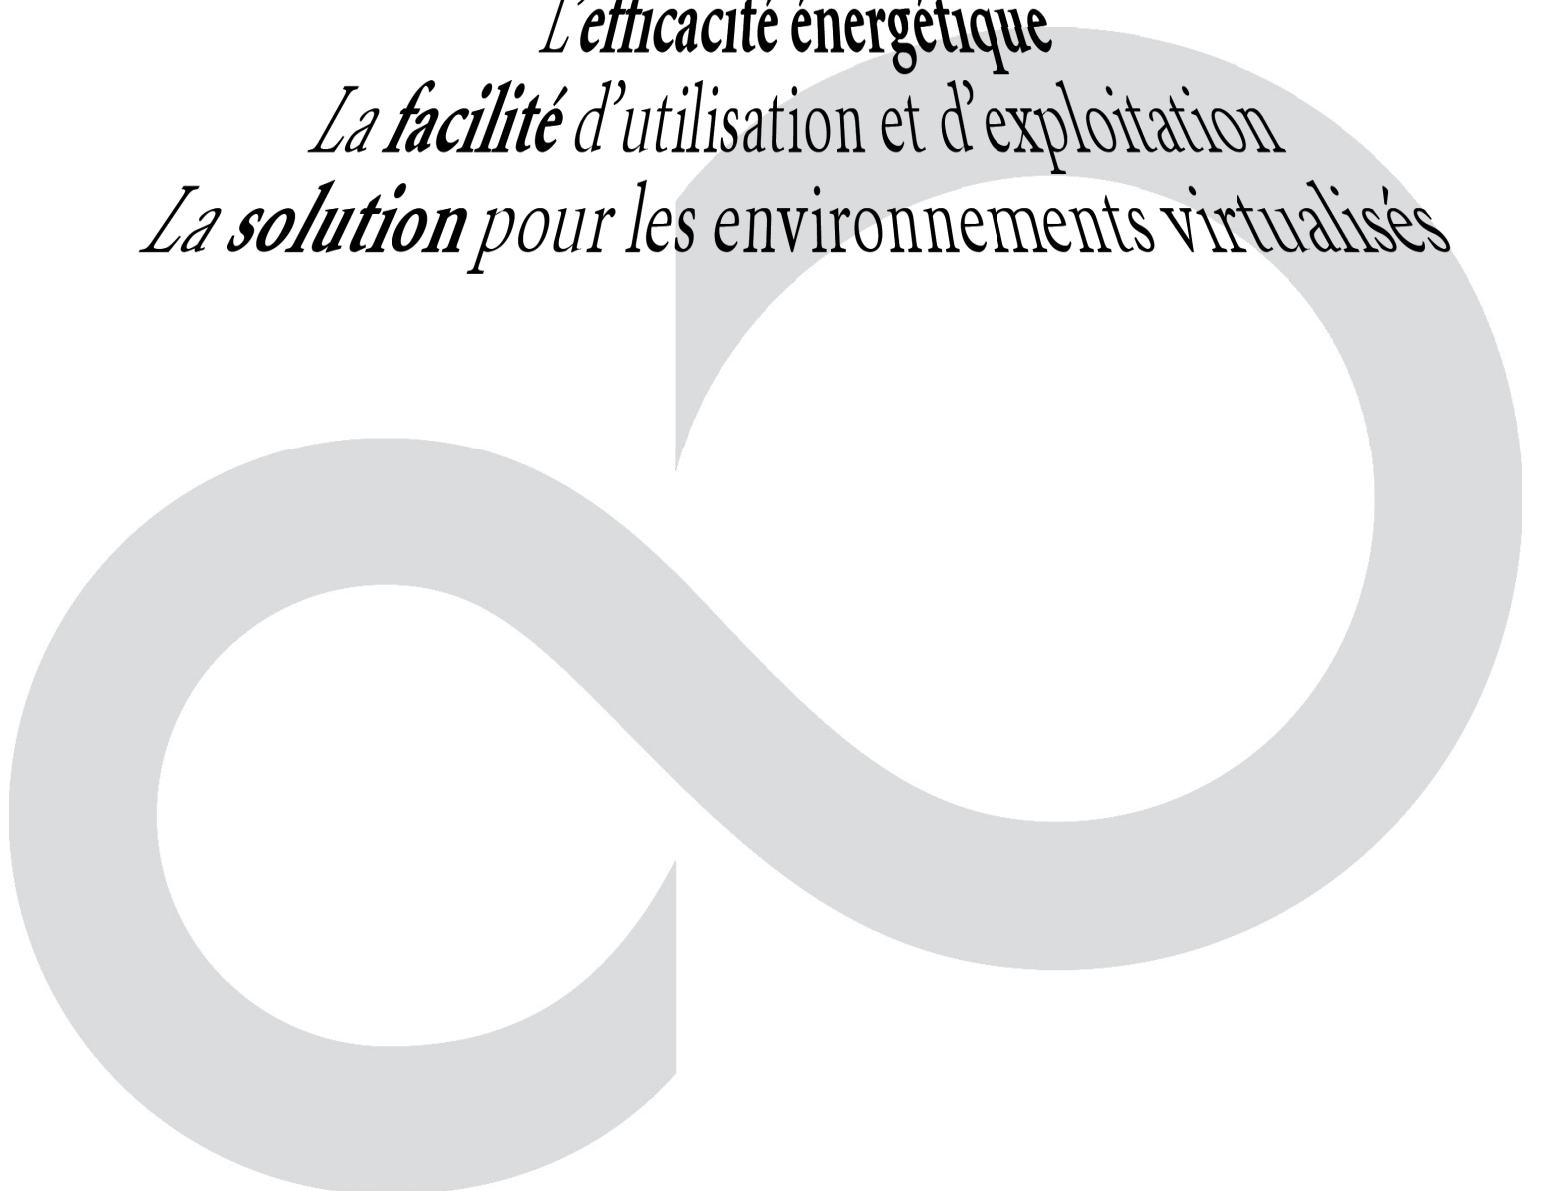 L'efficacité énergétique
La facilité d'utilisation et d'exploitation
La solution pour les environnements virtualisés